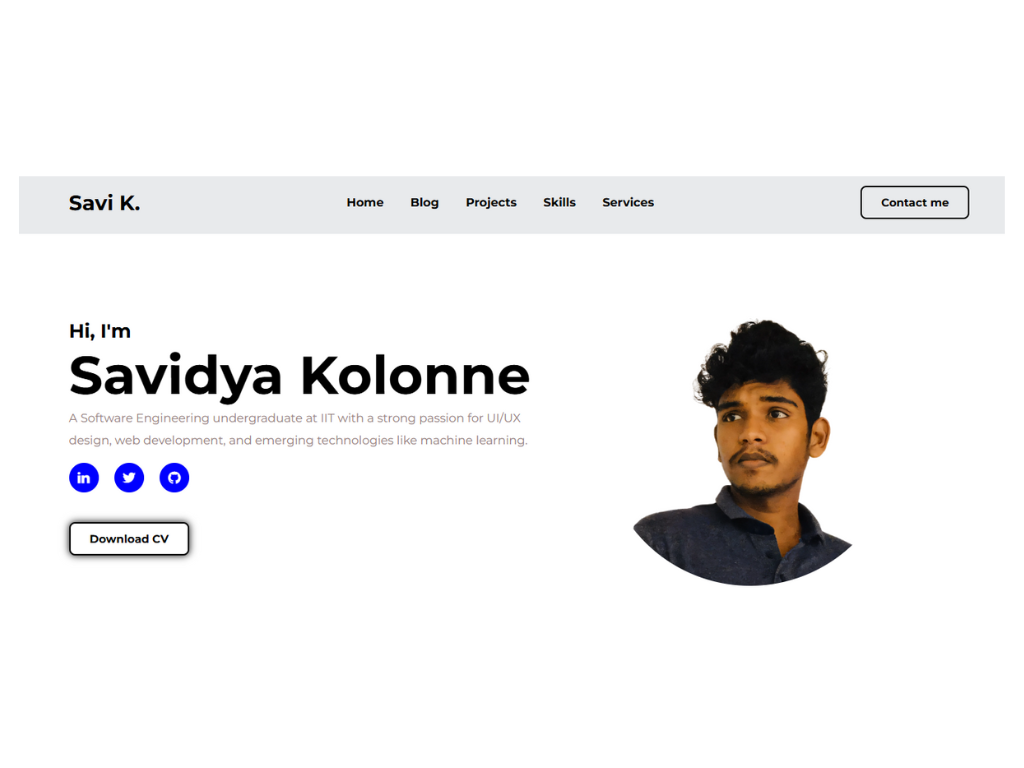 Savi K.
Home Blog Projects Skills Services
Contact me
Hi, I'm
Savidya Kolonne
A Software Engineering undergraduate at IIT with a strong passion for UI/UX
design, web development, and emerging technologies like machine learning.
in
Download CV